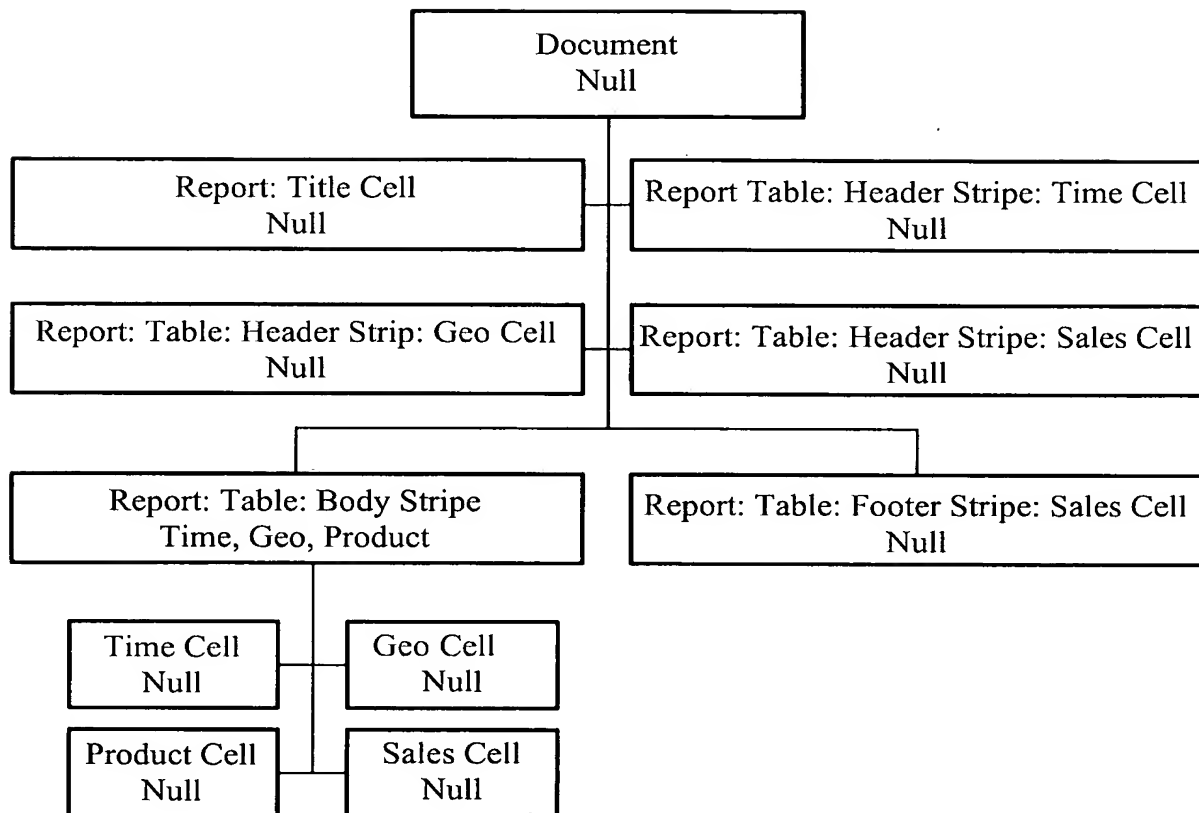 Document
Null
Report: Title Cell
Null
Report Table: Header Stripe: Time Cell
Null
Report: Table: Header Strip: Geo Cell
Null
Report: Table: Header Stripe: Sales Cell
Null
Report: Table: Body Stripe
Time, Geo, Product
Report: Table: Footer Stripe: Sales Cell
Null
Time Cell
Null
Geo Cell
Null
Product Cell
Null
Sales Cell
Null